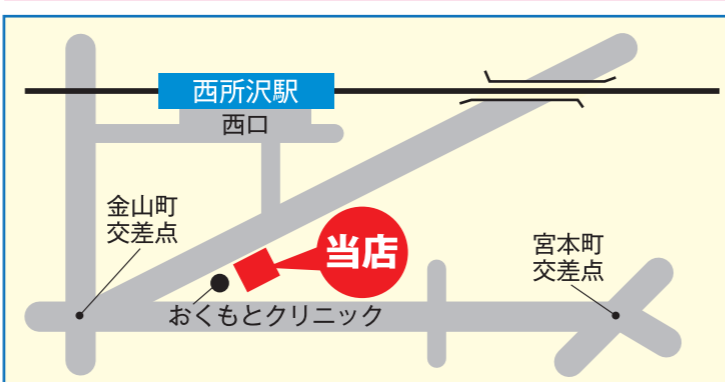 西所沢駅
西口
金山町
交差点
当店
宮本町
交差点
おくもとクリニック